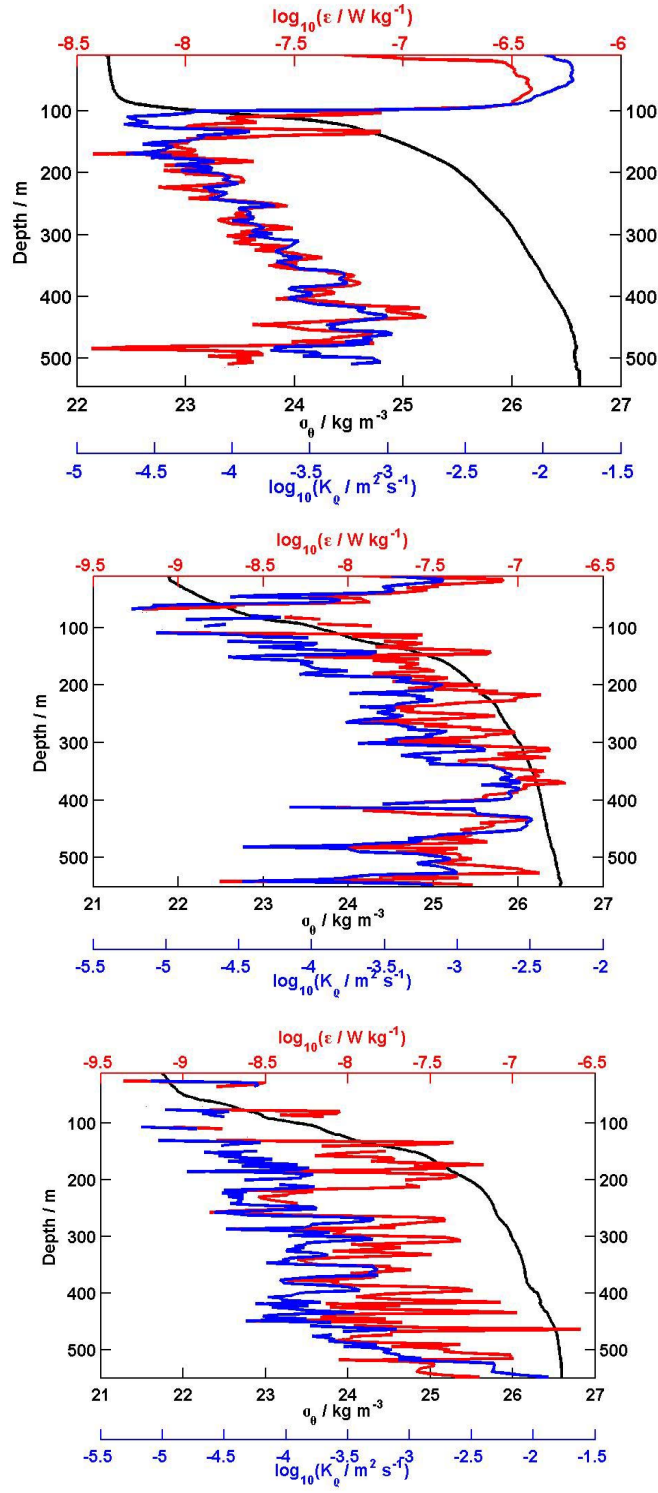 log10(ε / W kg-1)
-8.5 -8 -7.5 -7 -6.5 -6
100 100
200 200
300 300
400 400
500 500
Depth / m
22 23 24 25 26 27
σθ / kg m-3
-5 -4.5 -4 -3.5 -3 -2.5 -2 -1.5
log10(Kϱ / m2 s-1)
log10(ε / W kg-1)
-9.5 -9 -8.5 -8 -7.5 -7 -6.5
100 100
200 200
300 300
400 400
500 500
Depth / m
21 22 23 24 25 26 27
σθ / kg m-3
-5.5 -5 -4.5 -4 -3.5 -3 -2.5 -2
log10(Kϱ / m2 s-1)
log10(ε / W kg-1)
-9.5 -9 -8.5 -8 -7.5 -7 -6.5
100 100
200 200
300 300
400 400
500 500
Depth / m
21 22 23 24 25 26 27
σθ / kg m-3
-5.5 -5 -4.5 -4 -3.5 -3 -2.5 -2 -1.5
log10(Kϱ / m2 s-1)